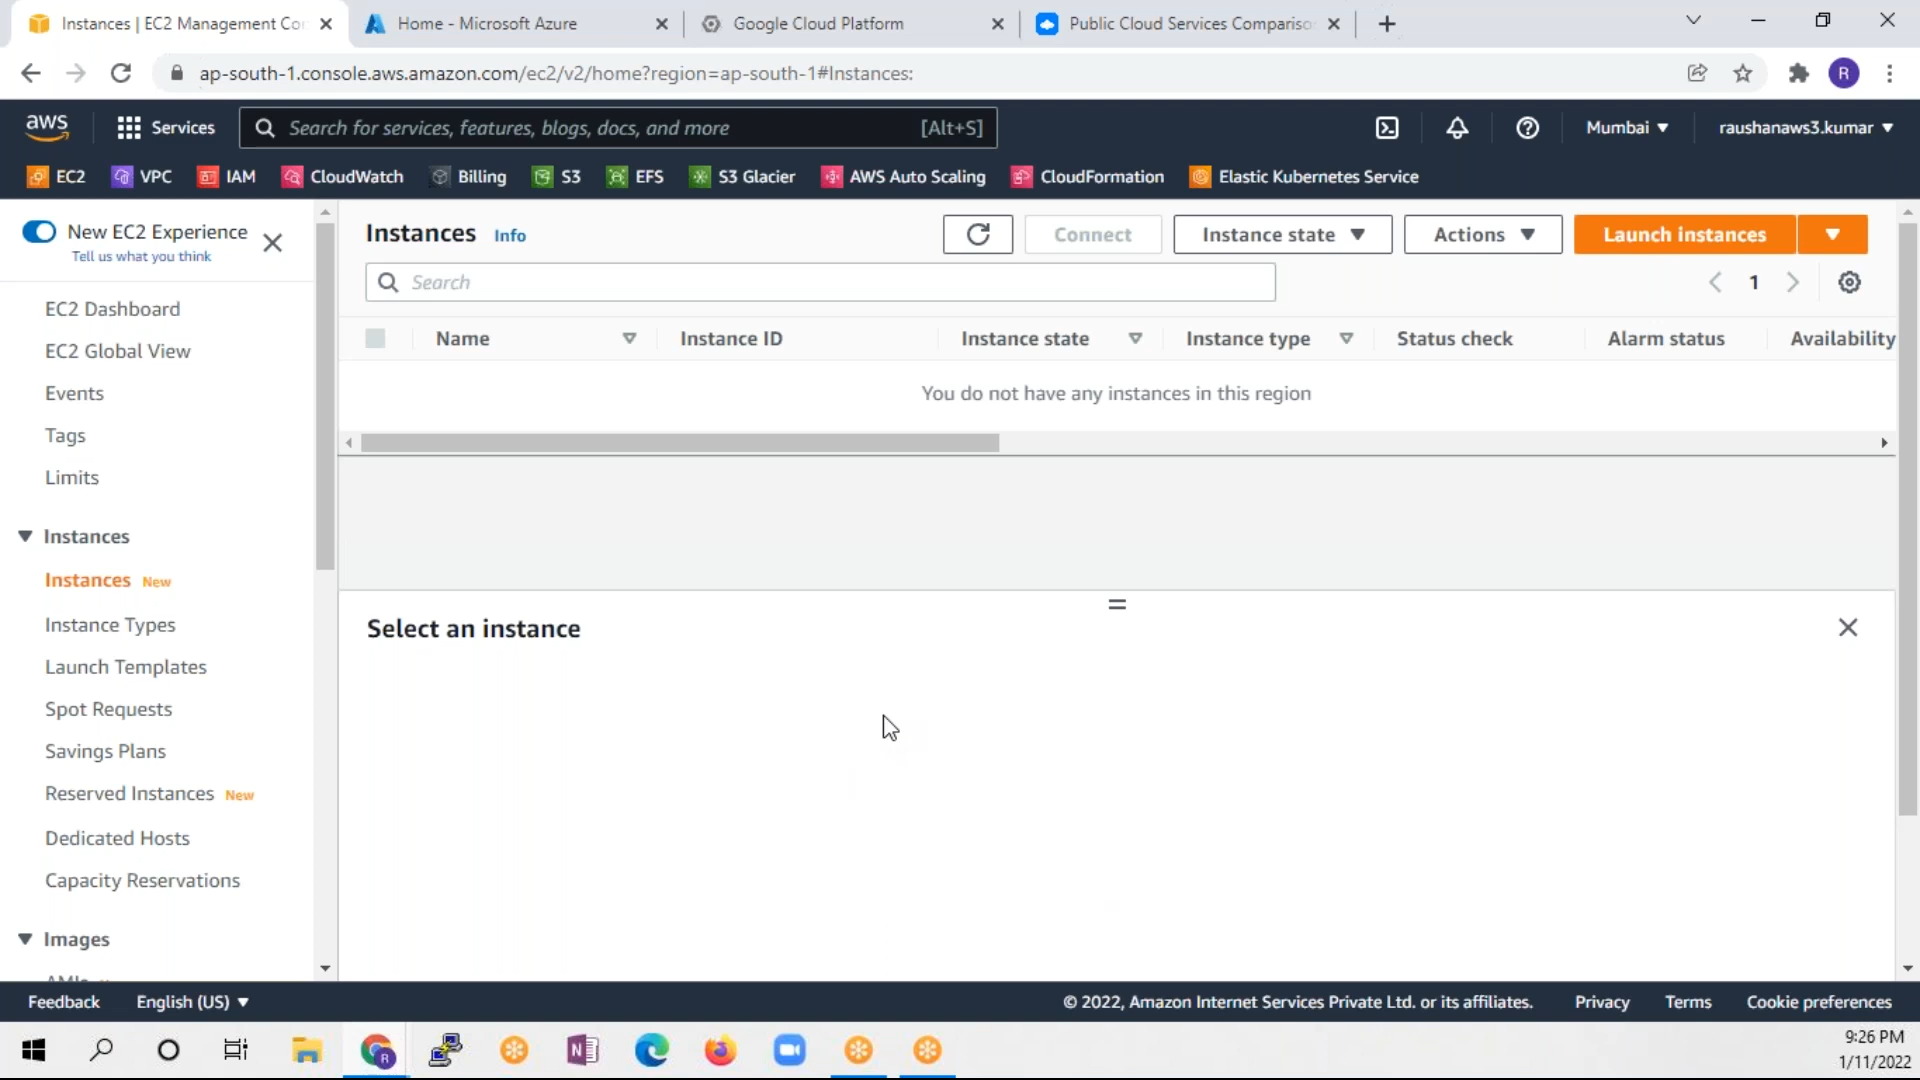 Instances | EC2 Management Con
Home - Microsoft Azure
Google Cloud Platform
Public Cloud Services Comparison
ap-south-1.console.aws.amazon.com/ec2/v2/home?region=ap-south-1#Instances:
R
aws
Services
Search for services, features, blogs, docs, and more
[Alt+S]
Mumbai
raushanaws3.kumar
EC2
VPC
IAM
CloudWatch
Billing
S3
EFS
S3 Glacier
AWS Auto Scaling
CloudFormation
Elastic Kubernetes Service
New EC2 Experience
Tell us what you think
EC2 Dashboard
EC2 Global View
Events
Tags
Limits
Instances
Instances New
Instance Types
Launch Templates
Spot Requests
Savings Plans
Reserved Instances New
Dedicated Hosts
Capacity Reservations
Images
Instances Info
Connect
Instance state
Actions
Launch instances
Search
1
Name
Instance ID
Instance state
Instance type
Status check
Alarm status
Availability
You do not have any instances in this region
Select an instance
Feedback
English (US)
© 2022, Amazon Internet Services Private Ltd. or its affiliates.
Privacy
Terms
Cookie preferences
9:26 PM
1/11/2022